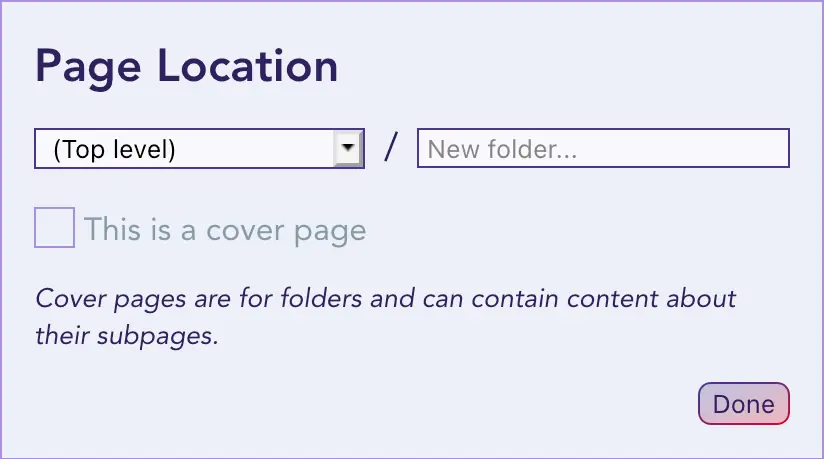 Page Location
(Top level) / New folder...
This is a cover page
Cover pages are for folders and can contain content about
their subpages.
Done